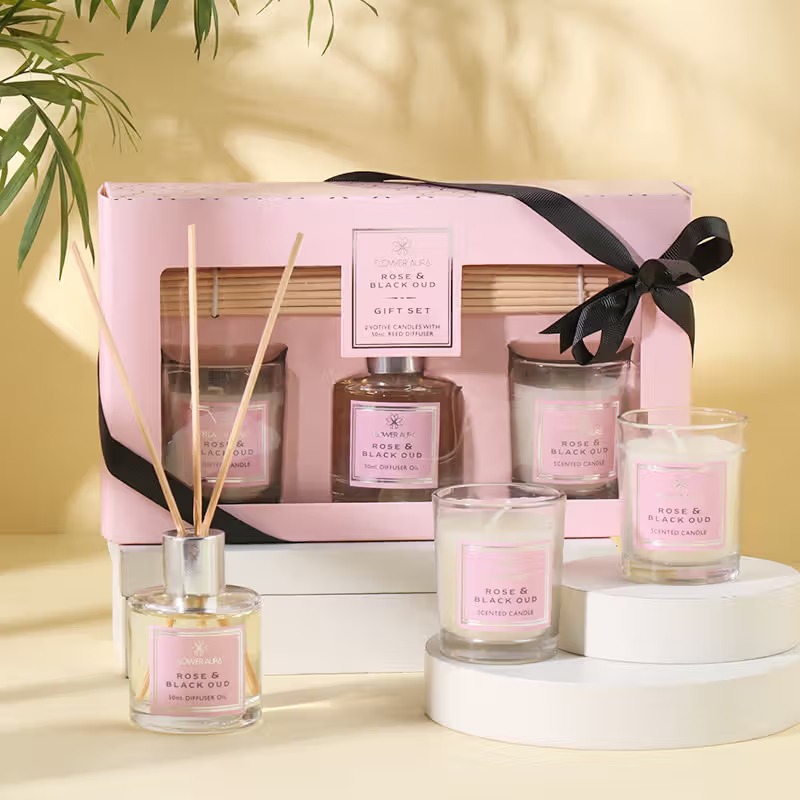 FLOWER AURA
ROSE &
BLACK OUD
GIFT SET
2 VOTIVE CANDLES WITH
50mL REED DIFFUSER
ROSE &
BLACK OUD
CANDLE
FLOWER AURA
ROSE &
BLACK OUD
50mL DIFFUSER OIL
ROSE &
BLACK OUD
SCENTED CANDLE
ROSE &
BLACK OUD
SCENTED CANDLE
ROSE &
BLACK OUD
SCENTED CANDLE
FLOWER AURA
ROSE &
BLACK OUD
50mL DIFFUSER OIL